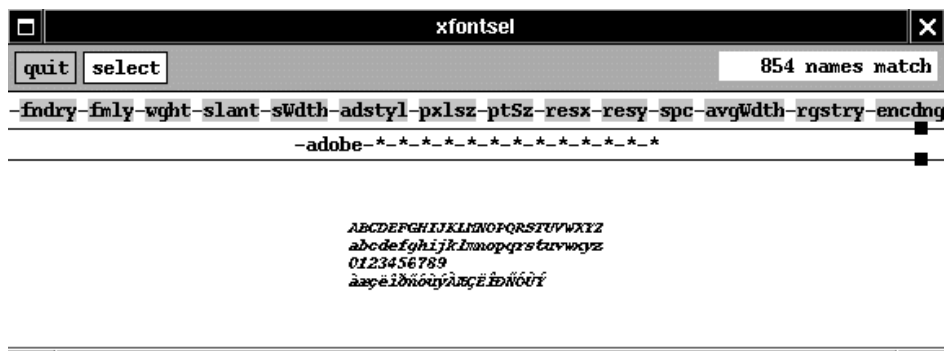 xfontsel
quit select 854 names match
-fndry-fmly-wght-slant-sWdth-adstyl-pxlsz-ptSz-resx-resy-spc-avgWdth-rgstry-encdng
-adobe-*-*-*-*-*-*-*-*-*-*-*-*-*
ABCDEFGHIJKLMNOPQRSTUVWXYZ
abcdefghijklmnopqrstuvwxyz
0123456789
àæçëîðñóùýÀÆÇËÎÐÑÓÙÝ